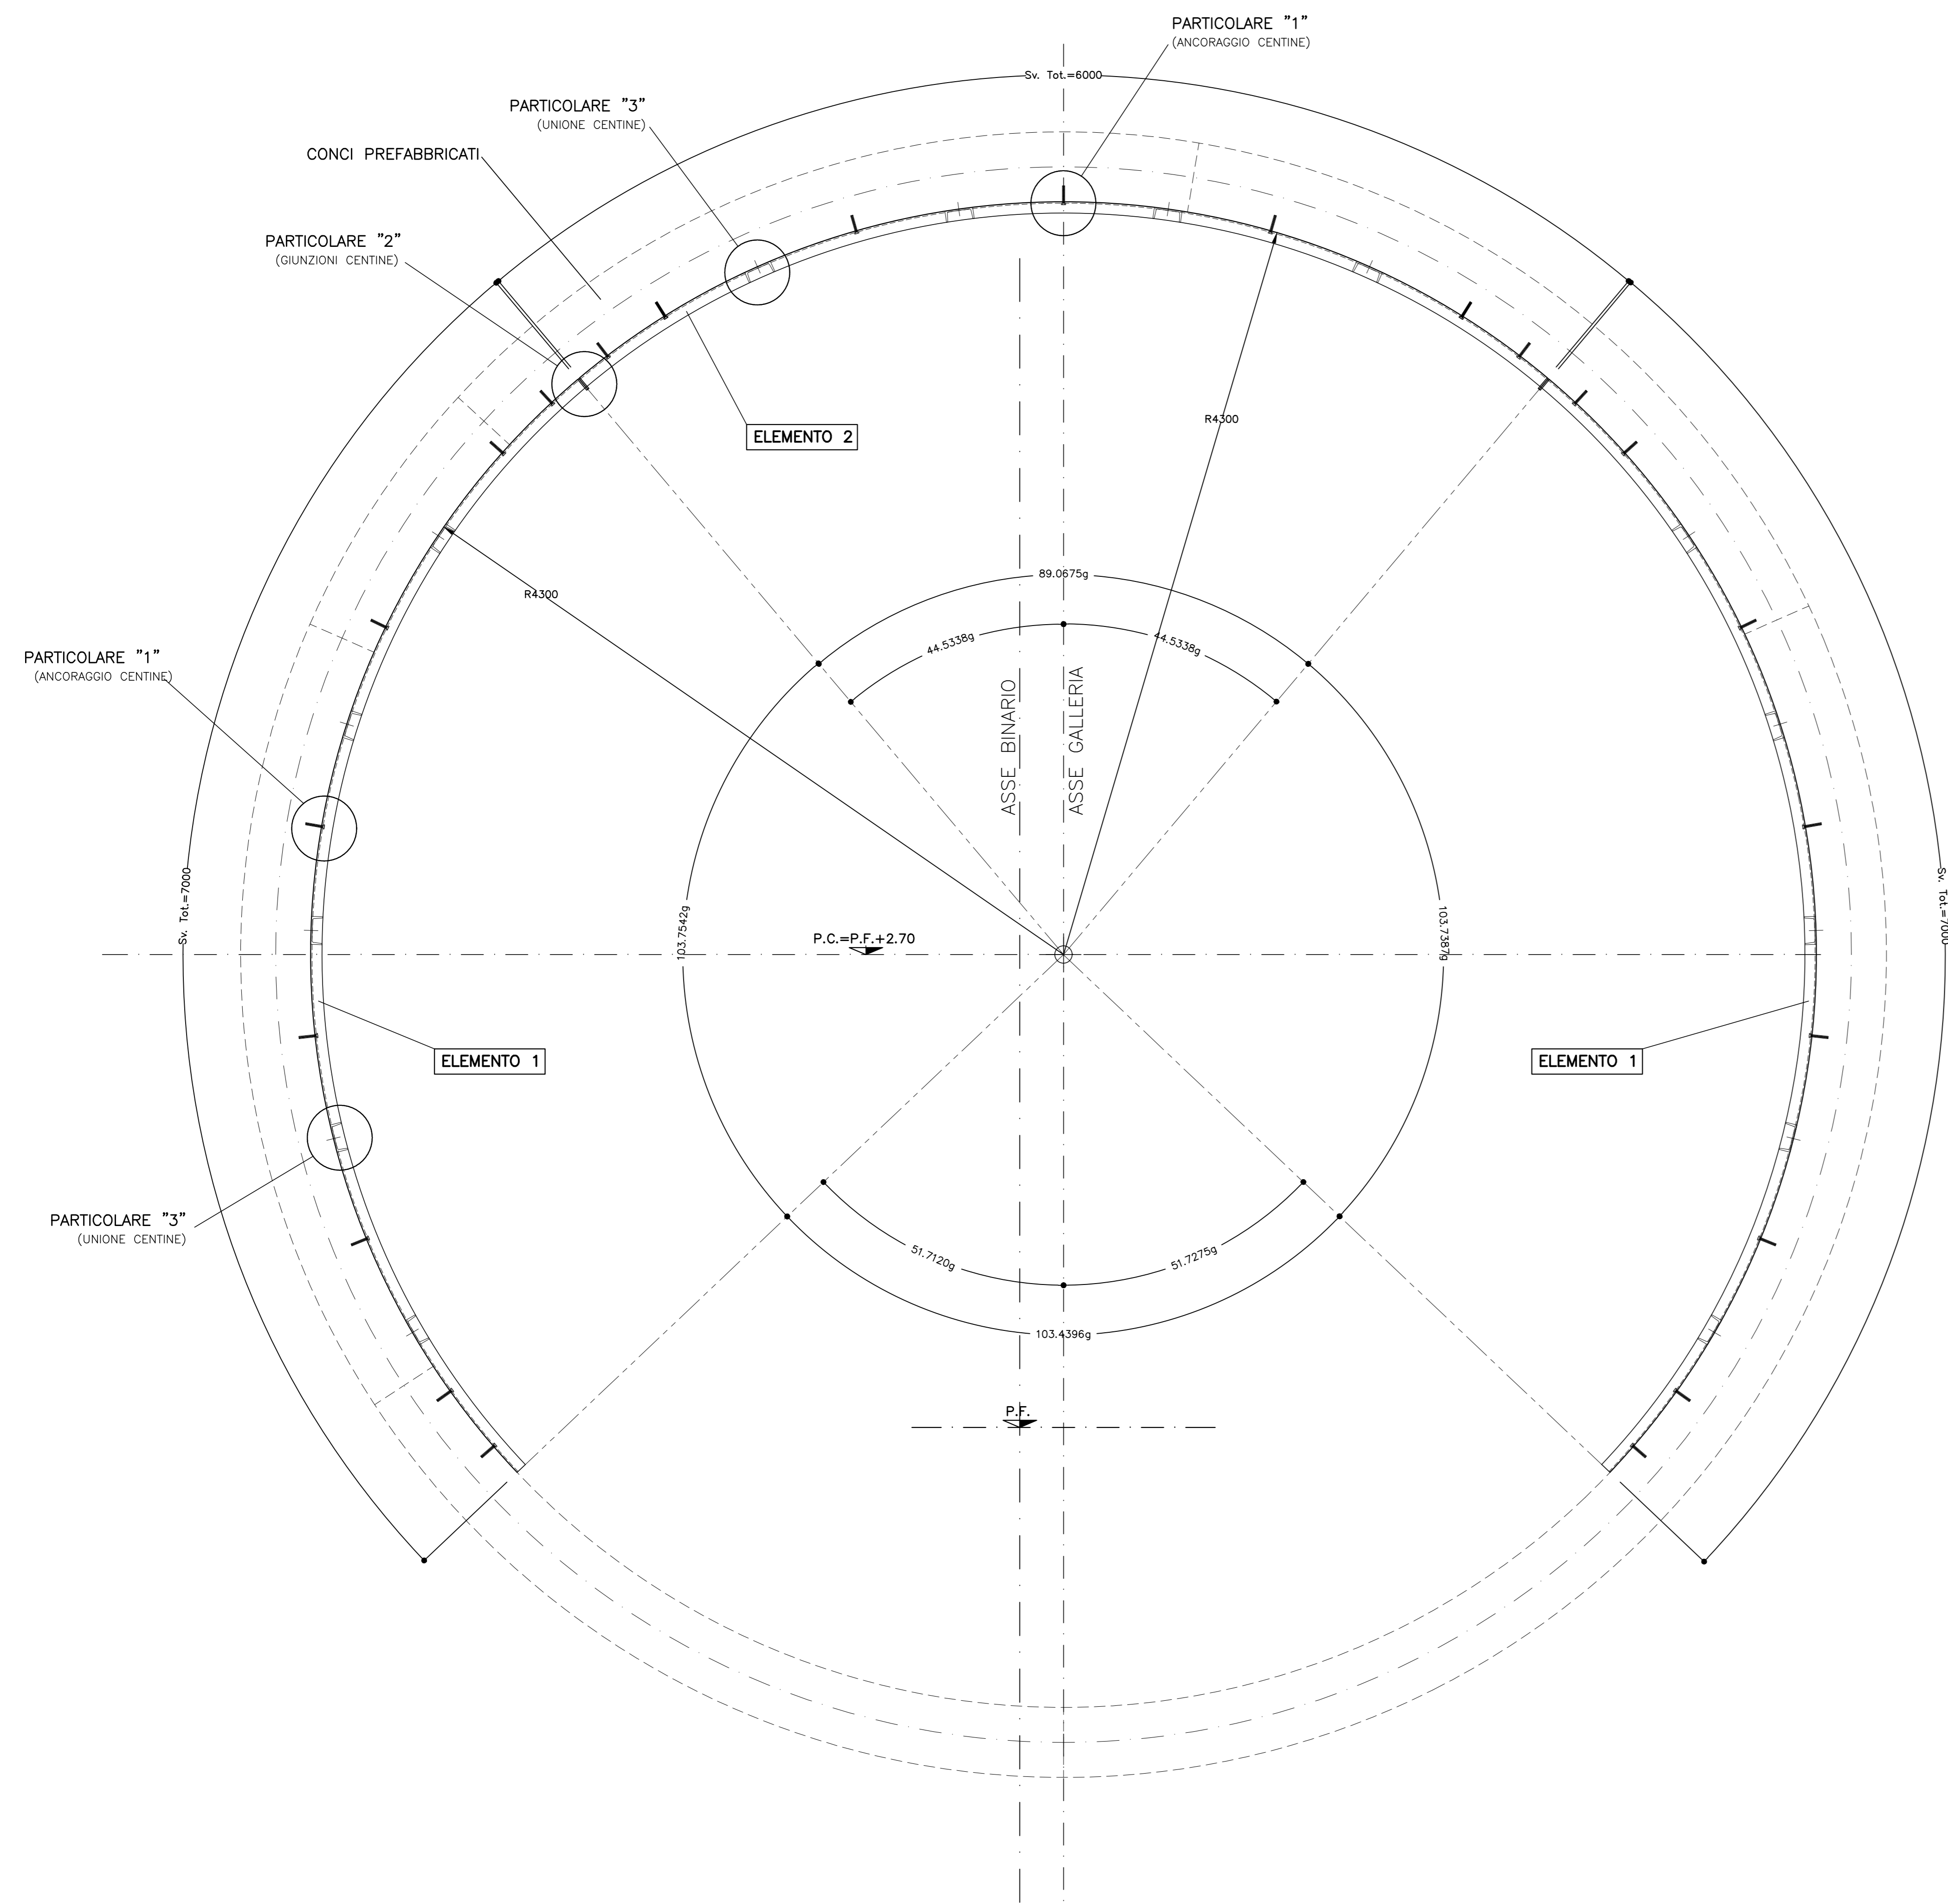 PARTICOLARE "1"
(ANCORAGGIO CENTINE)
Sv. Tot.=6000
PARTICOLARE "3"
(UNIONE CENTINE)
CONCI PREFABBRICATI
PARTICOLARE "2"
(GIUNZIONI CENTINE)
ELEMENTO 2
R4300
R4300
89.0675g
44.5338g
44.5338g
PARTICOLARE "1"
(ANCORAGGIO CENTINE)
ASSE BINARIO
ASSE GALLERIA
Sv. Tot.=7000
103.7542g
P.C.=P.F.+2.70
103.7387g
Sv. Tot.=7000
ELEMENTO 1
ELEMENTO 1
PARTICOLARE "3"
(UNIONE CENTINE)
51.7120g
51.7275g
103.4396g
P.F.